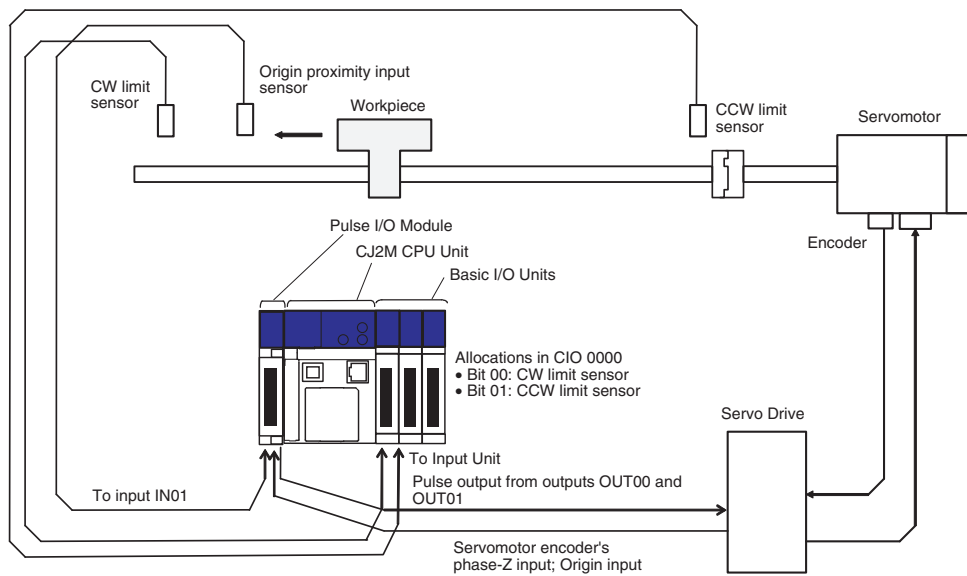 CW limit
sensor
Origin proximity input
sensor
Workpiece
CCW limit
sensor
Servomotor
Encoder
Pulse I/O Module
CJ2M CPU Unit
Basic I/O Units
Allocations in CIO 0000
• Bit 00: CW limit sensor
• Bit 01: CCW limit sensor
Servo Drive
To Input Unit
To input IN01
Pulse output from outputs OUT00 and
OUT01
Servomotor encoder's
phase-Z input; Origin input